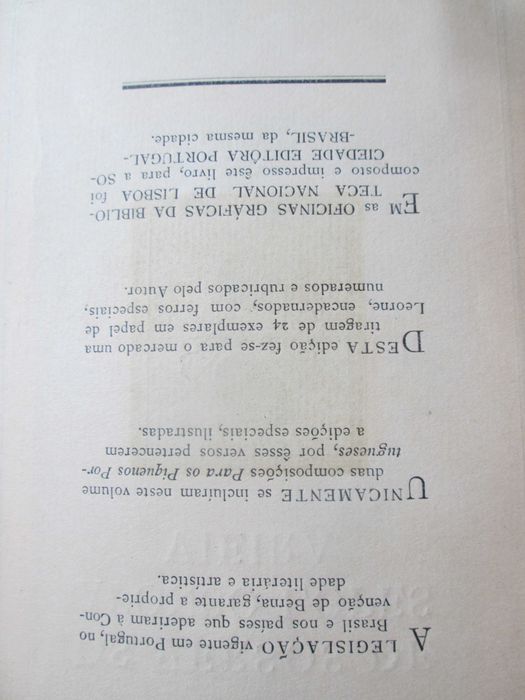 A LEGISLAÇÃO vigente em Portugal, no,
Brasil e nos países que aderiram à Con-
venção de Berna, garante a proprie-
dade literária e artística.
UNICAMENTE se incluíram neste volume
duas composições Para os Piquenos Por-
tugueses, por êsses versos pertencerem
a edições especiais, ilustradas.
DESTA edição fez-se para o mercado uma
tiragem de 24 exemplares em papel de
Leorne, encadernados, com ferros especiais,
numerados e rubricados pelo Autor.
EM as OFICINAS GRÁFICAS DA BIBLIO-
TECA NACIONAL DE LISBOA foi
composto e impresso êste, livro, para a SO-
CIEDADE EDITÓRA PORTUGAL-
-BRASIL, da mesma cidade.